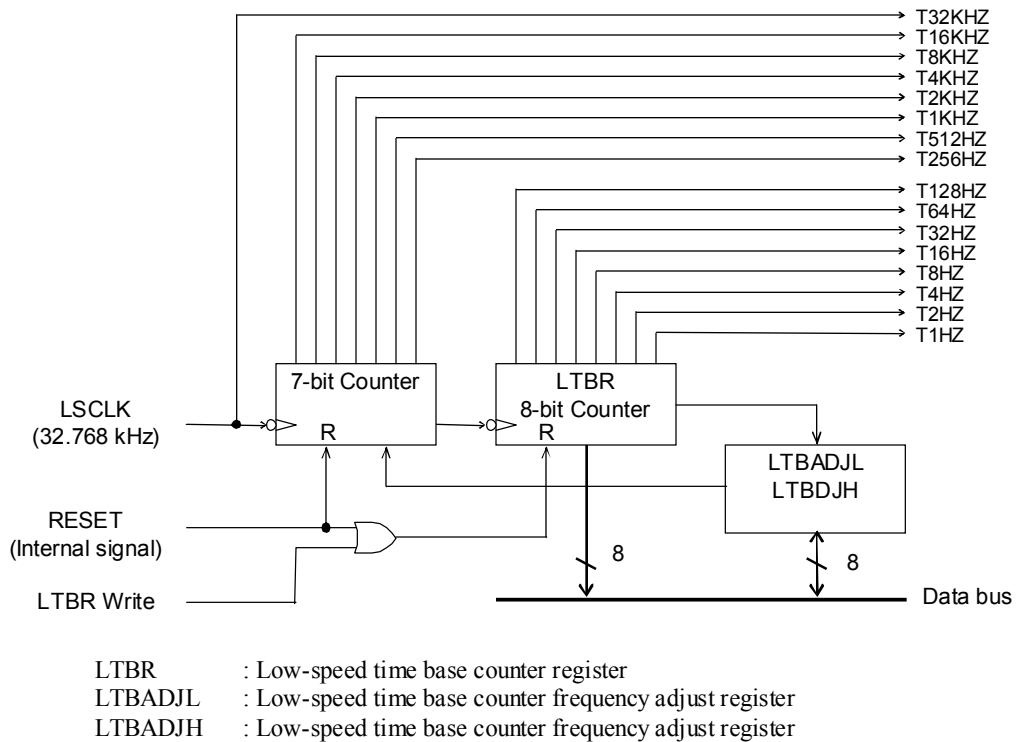 T32KHZ
T16KHZ
T8KHZ
T4KHZ
T2KHZ
T1KHZ
T512HZ
T256HZ
T128HZ
T64HZ
T32HZ
T16HZ
T8HZ
T4HZ
T2HZ
T1HZ
7-bit Counter
R
LTBR
8-bit Counter
R
LSCLK
(32.768 kHz)
LTBADJL
LTBDJH
RESET
(Internal signal)
8
8
LTBR Write
Data bus
LTBR : Low-speed time base counter register
LTBADJL : Low-speed time base counter frequency adjust register
LTBADJH : Low-speed time base counter frequency adjust register